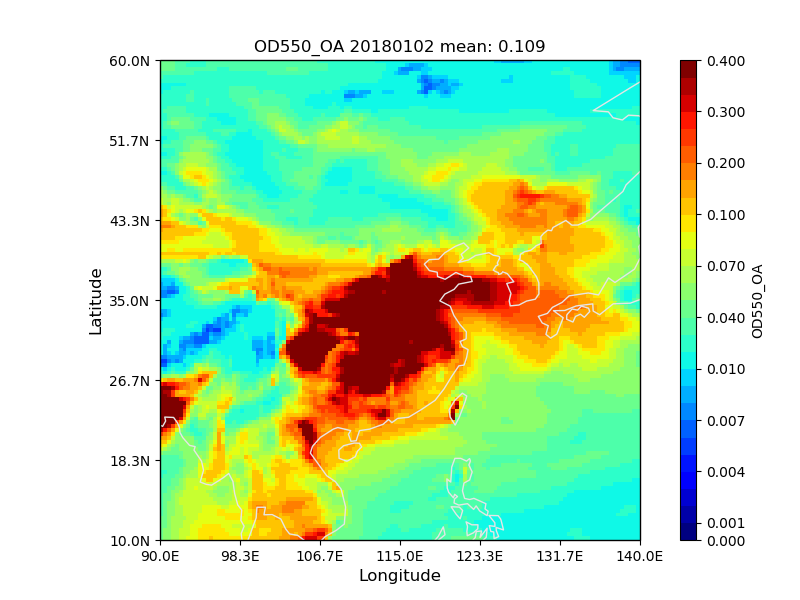 OD550_OA 20180102 mean: 0.109
60.0N
51.7N
43.3N
35.0N
26.7N
18.3N
10.0N
Latitude
90.0E 98.3E 106.7E 115.0E 123.3E 131.7E 140.0E
Longitude
0.400
0.300
0.200
0.100
0.070
0.040
0.010
0.007
0.004
0.001
0.000
OD550_OA